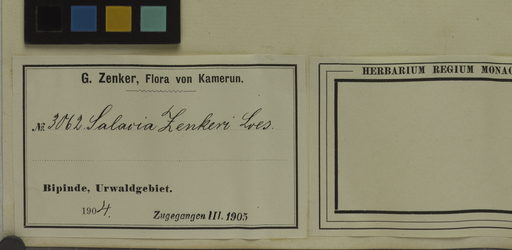 G. Zenker, Flora von Kamerun.
№ 3062. Salacia Zenkeri Loes.
Bipinde, Urwaldgebiet.
1904.
Zugegangen III. 1905
HERBARIUM REGIUM MONAC